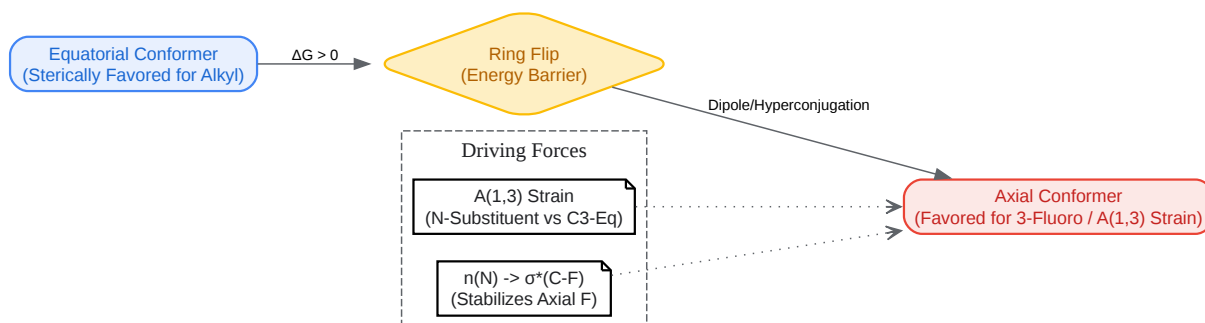 Equatorial Conformer
(Sterically Favored for Alkyl)
ΔG > 0
Ring Flip
(Energy Barrier)
Dipole/Hyperconjugation
Driving Forces
A(1,3) Strain
(N-Substituent vs C3-Eq)
n(N) -> σ*(C-F)
(Stabilizes Axial F)
Axial Conformer
(Favored for 3-Fluoro / A(1,3) Strain)